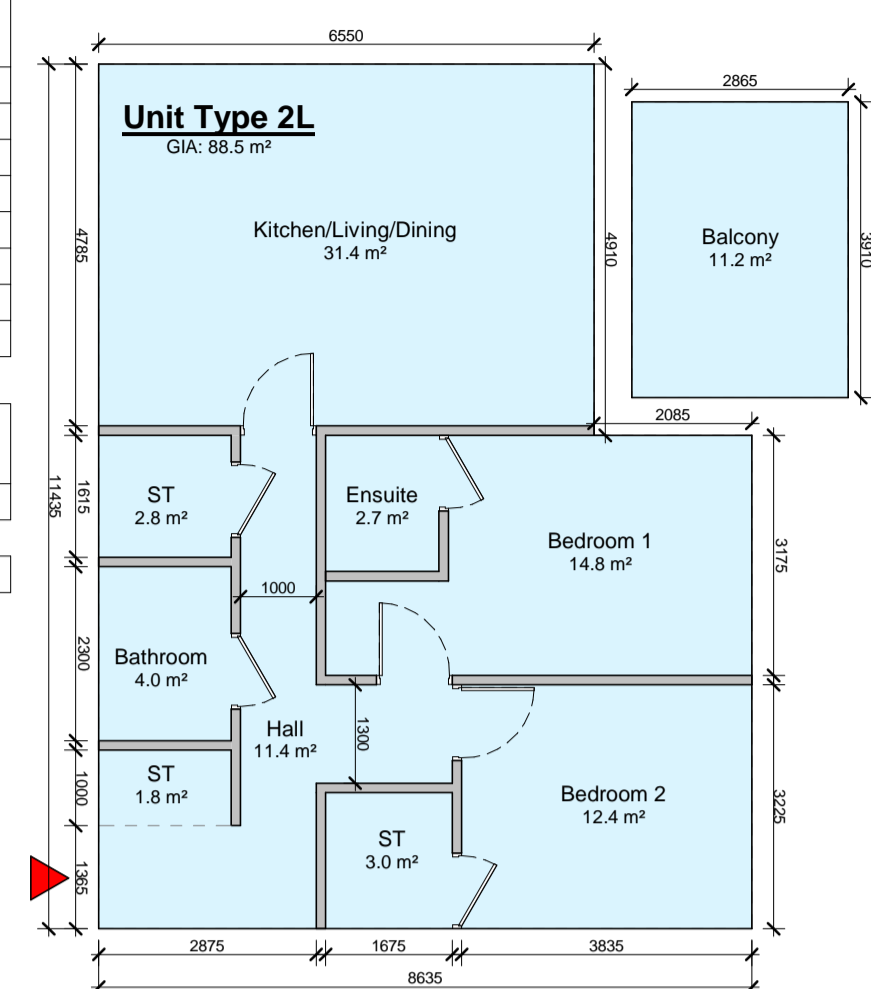 6550
2865
Unit Type 2L
GIA: 88.5 m²
Kitchen/Living/Dining
31.4 m²
4785
4910
Balcony
11.2 m²
3910
2085
11435
1615
ST
2.8 m²
Ensuite
2.7 m²
Bedroom 1
14.8 m²
3175
1000
2300
Bathroom
4.0 m²
Hall
11.4 m²
1300
1000
ST
1.8 m²
Bedroom 2
12.4 m²
3225
ST
3.0 m²
1365
2875
1675
3835
8635